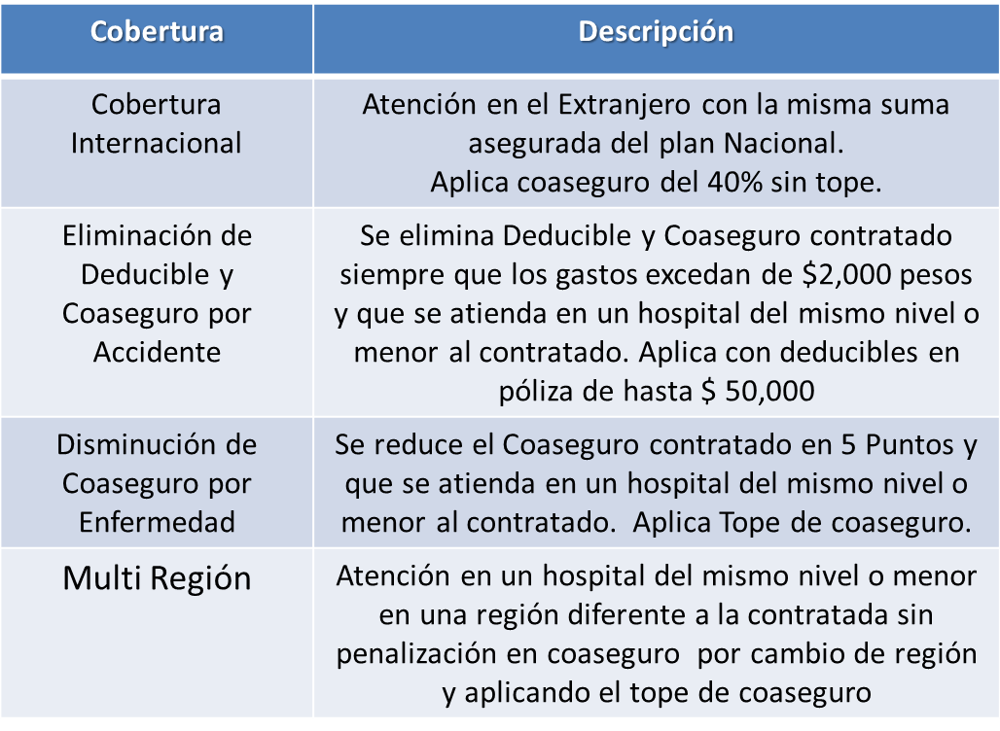 Cobertura
Descripción
Cobertura
Internacional
Atención en el Extranjero con la misma suma
asegurada del plan Nacional.
Aplica coaseguro del 40% sin tope.
Eliminación de
Deducible y
Coaseguro por
Accidente
Se elimina Deducible y Coaseguro contratado
siempre que los gastos excedan de $2,000 pesos
y que se atienda en un hospital del mismo nivel o
menor al contratado. Aplica con deducibles en
póliza de hasta $ 50,000
Disminución de
Coaseguro por
Enfermedad
Se reduce el Coaseguro contratado en 5 Puntos y
que se atienda en un hospital del mismo nivel o
menor al contratado.  Aplica Tope de coaseguro.
Multi Región
Atención en un hospital del mismo nivel o menor
en una región diferente a la contratada sin
penalización en coaseguro  por cambio de región
y aplicando el tope de coaseguro